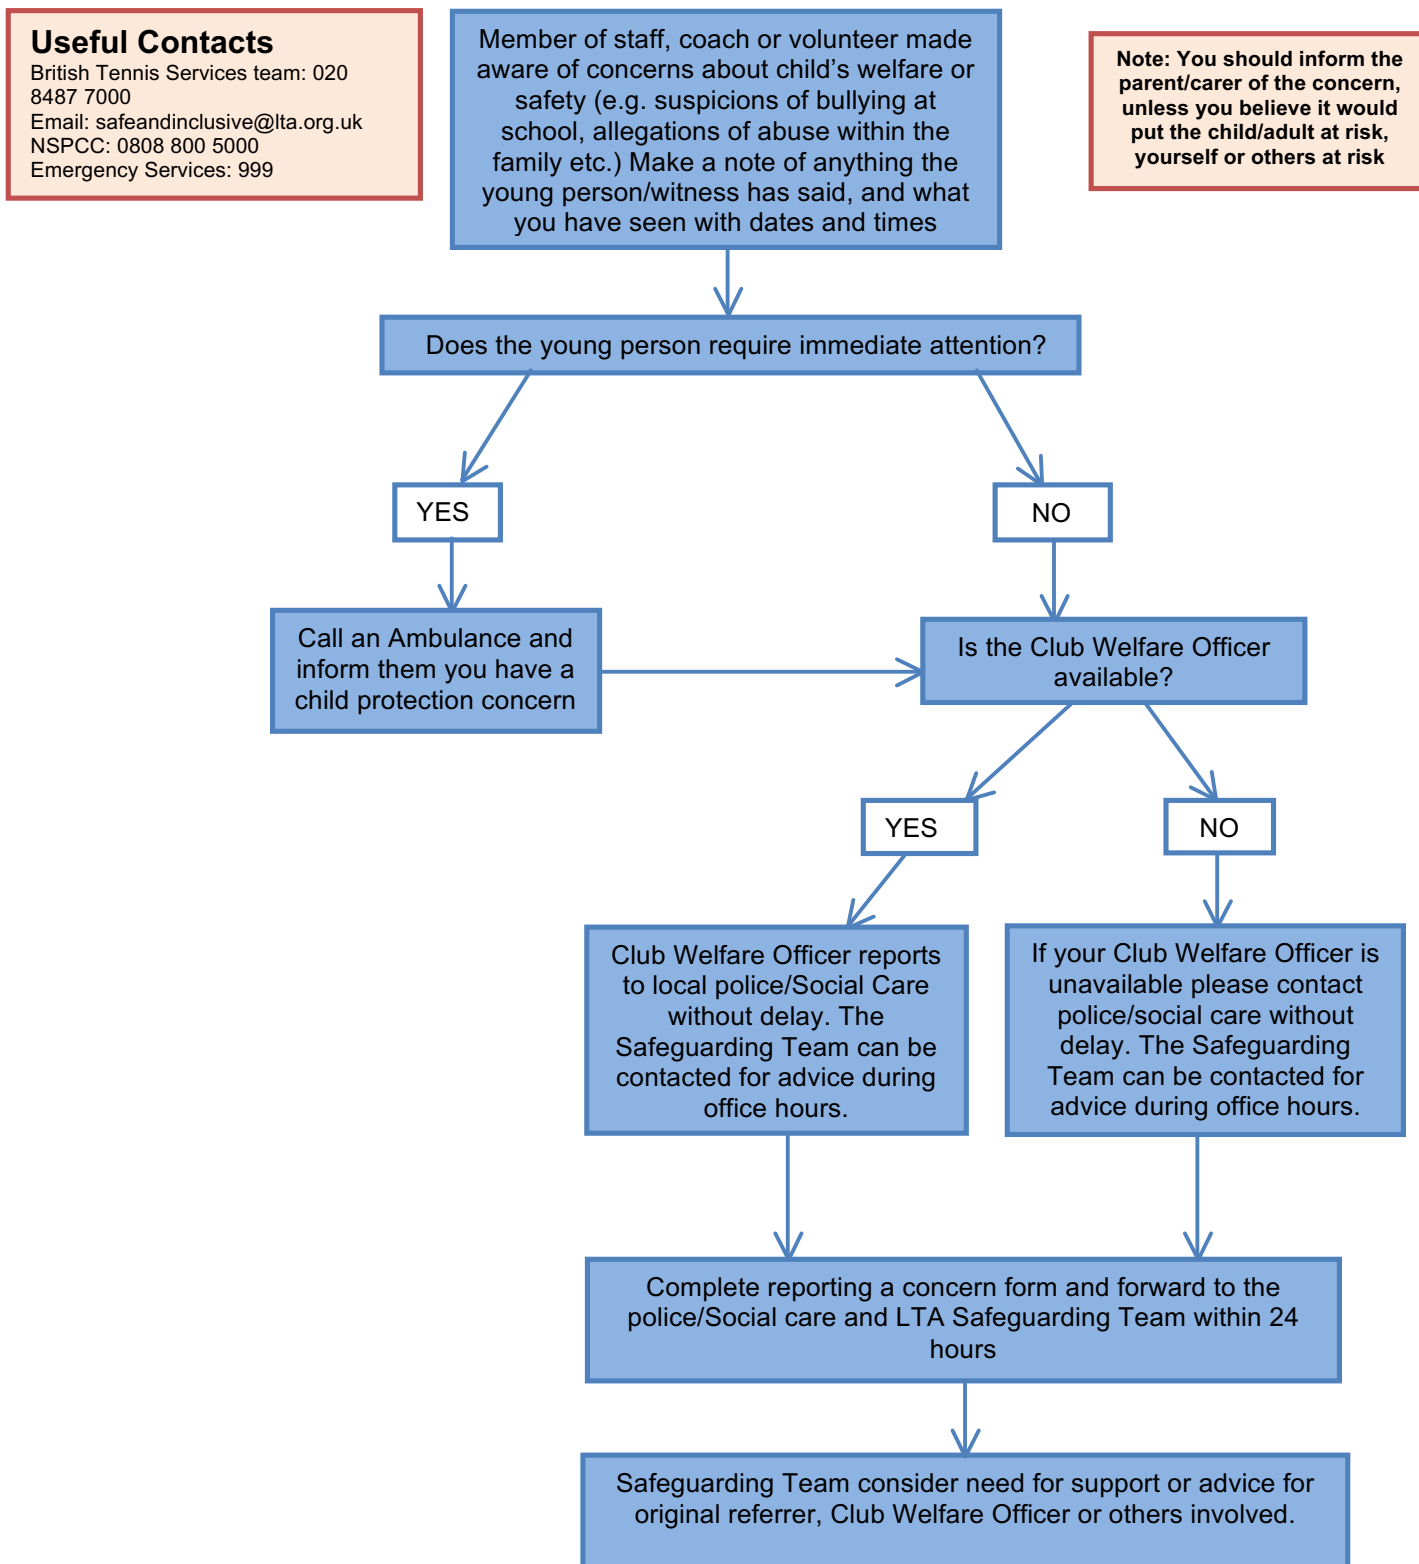 Useful Contacts
British Tennis Services team: 020
8487 7000
Email: safeandinclusive@lta.org.uk
NSPCC: 0808 800 5000
Emergency Services: 999
Member of staff, coach or volunteer made
aware of concerns about child’s welfare or
safety (e.g. suspicions of bullying at
school, allegations of abuse within the
family etc.) Make a note of anything the
young person/witness has said, and what
you have seen with dates and times
Note: You should inform the
parent/carer of the concern,
unless you believe it would
put the child/adult at risk,
yourself or others at risk
Does the young person require immediate attention?
YES
NO
Call an Ambulance and
inform them you have a
child protection concern
Is the Club Welfare Officer
available?
YES
NO
Club Welfare Officer reports
to local police/Social Care
without delay. The
Safeguarding Team can be
contacted for advice during
office hours.
If your Club Welfare Officer is
unavailable please contact
police/social care without
delay. The Safeguarding
Team can be contacted for
advice during office hours.
Complete reporting a concern form and forward to the
police/Social care and LTA Safeguarding Team within 24
hours
Safeguarding Team consider need for support or advice for
original referrer, Club Welfare Officer or others involved.